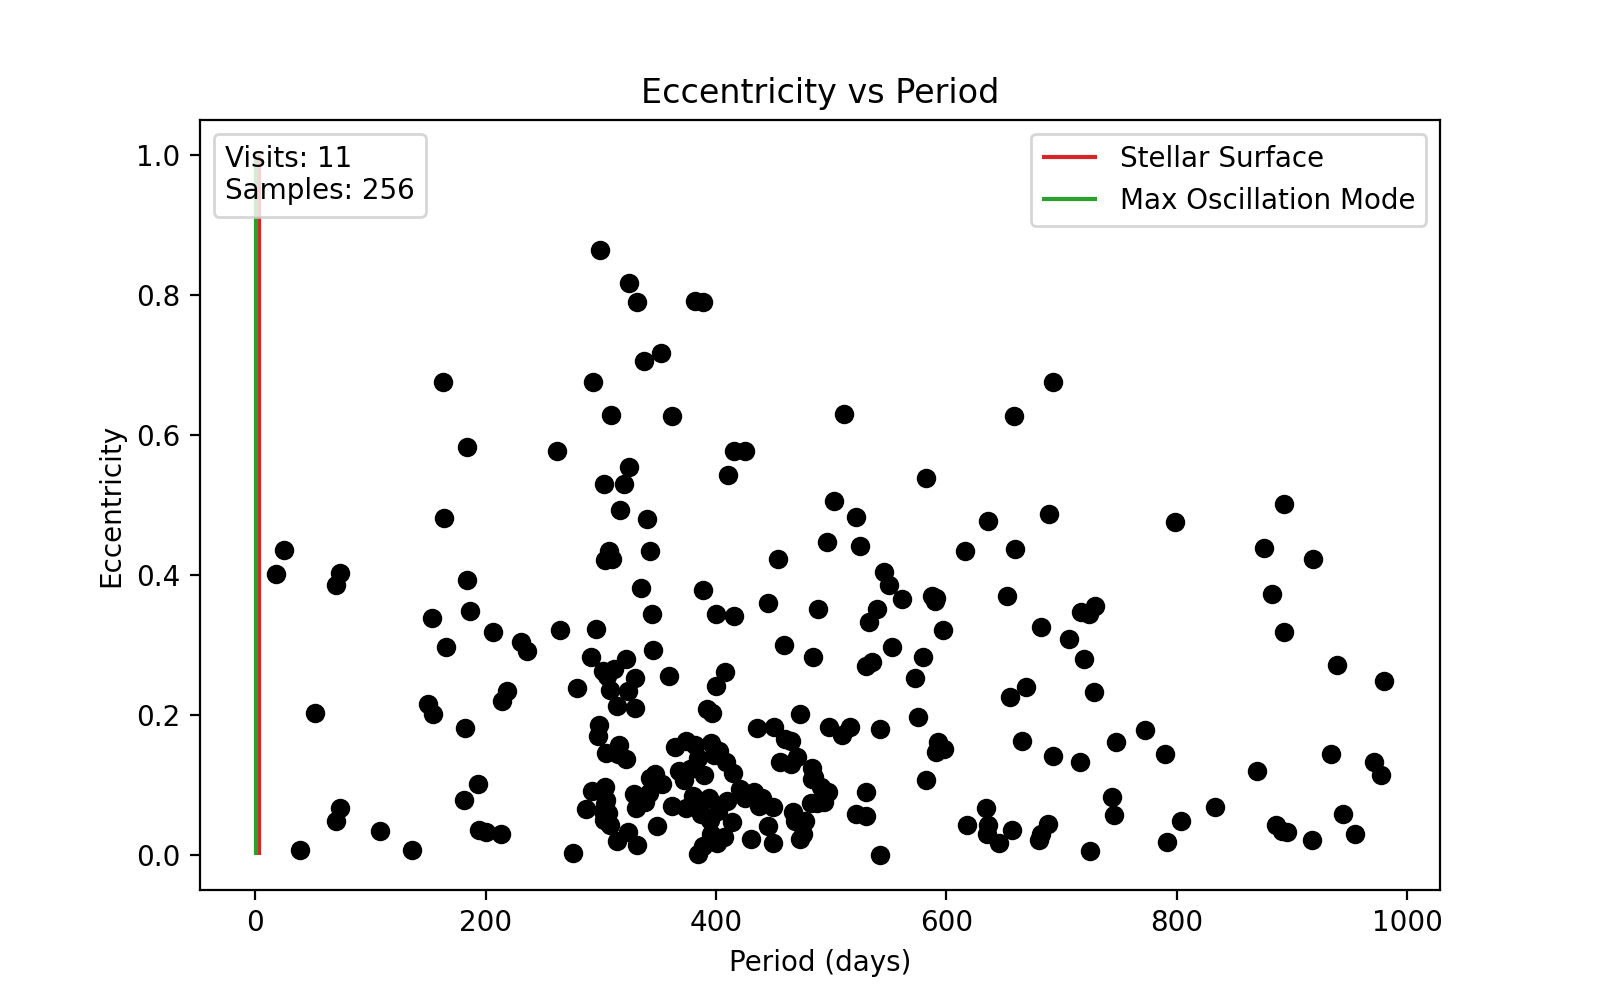 Eccentricity vs Period
Visits: 11
Samples: 256
Stellar Surface
Max Oscillation Mode
Eccentricity
1.0
0.8
0.6
0.4
0.2
0.0
0
200
400
600
800
1000
Period (days)